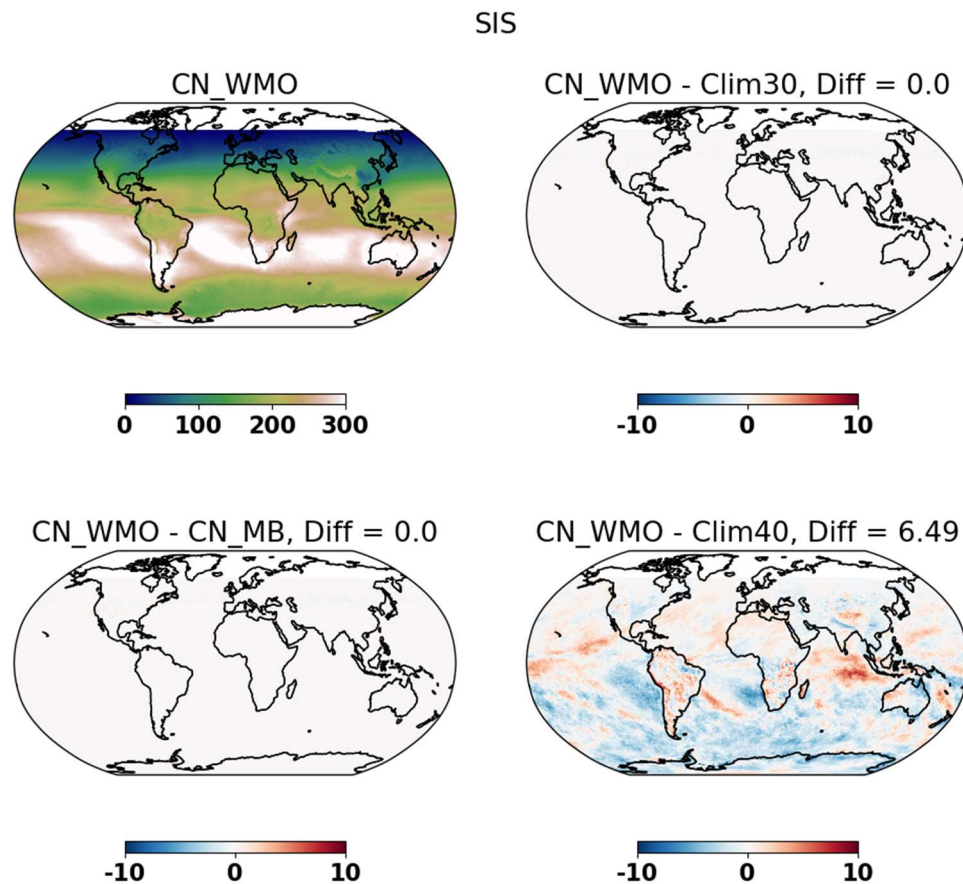 SIS
CN_WMO
CN_WMO - Clim30, Diff = 0.0
0 100 200 300
-10 0 10
CN_WMO - CN_MB, Diff = 0.0
CN_WMO - Clim40, Diff = 6.49
-10 0 10
-10 0 10